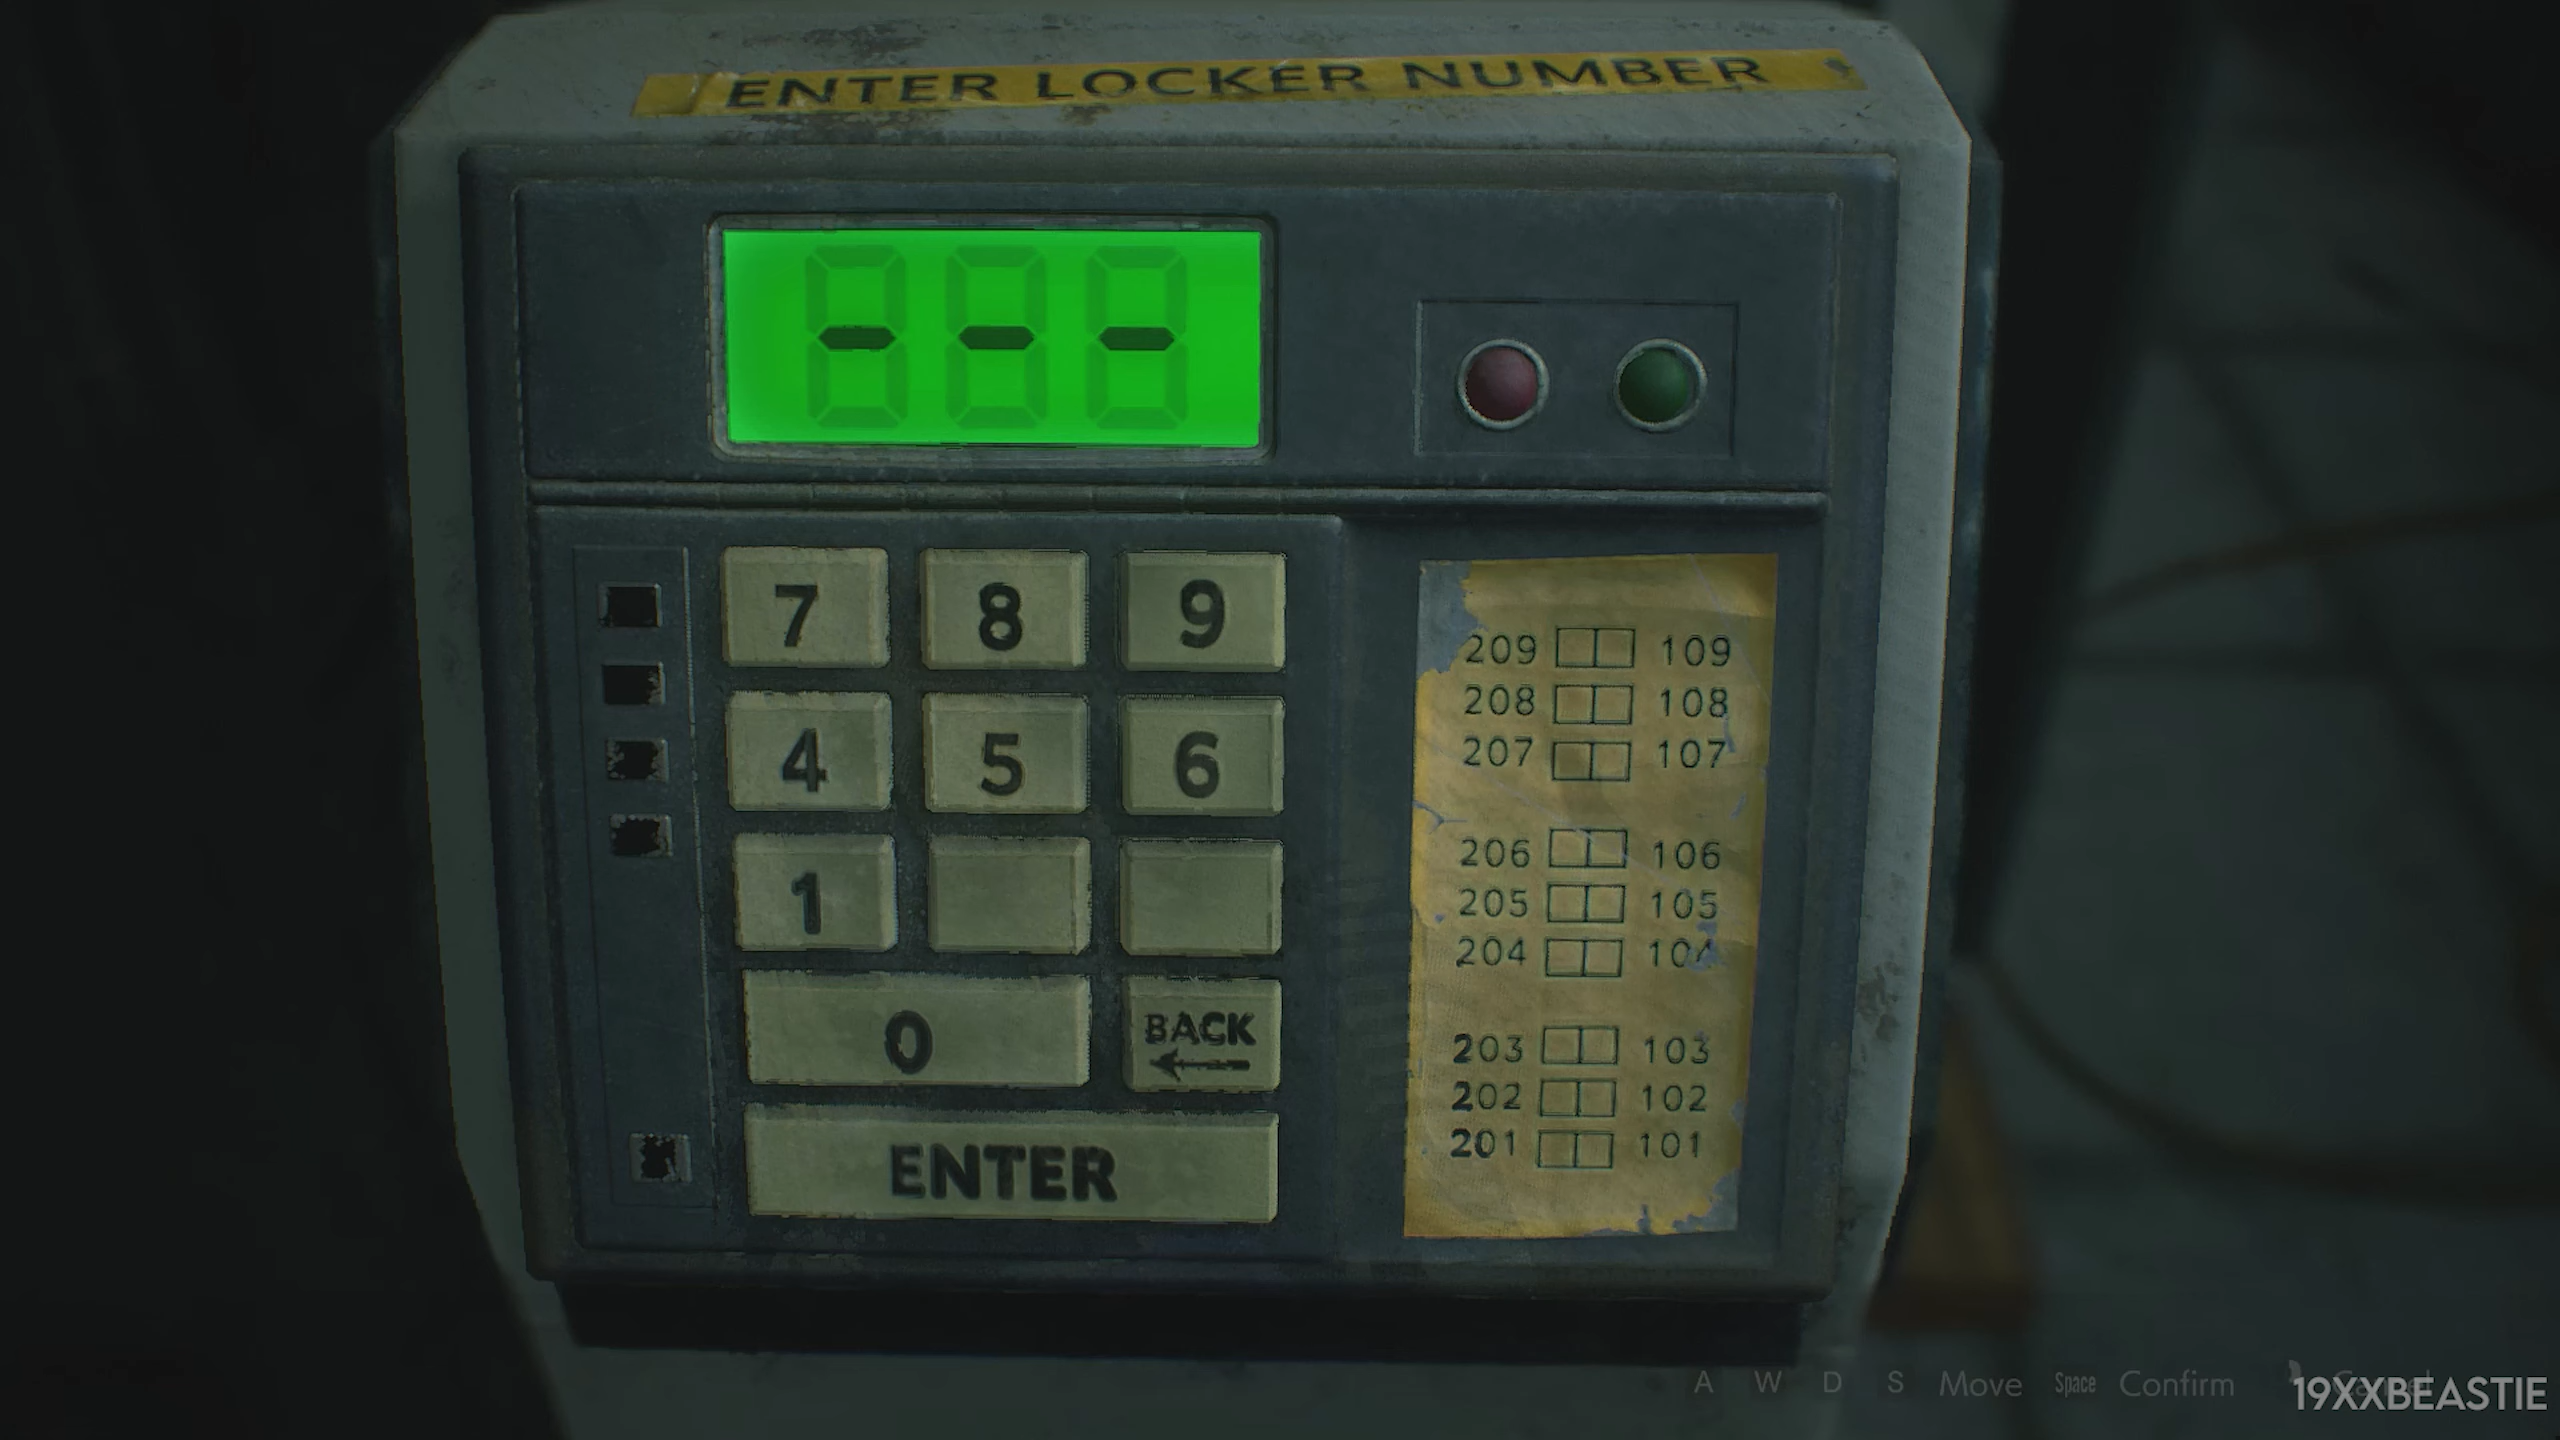 ENTER LOCKER NUMBER
---
7 8 9
4 5 6
1
0 BACK
ENTER
209 109
208 108
207 107
206 106
205 105
204 104
203 103
202 102
201 101
A W D S Move Space Confirm
19XXBEASTIE